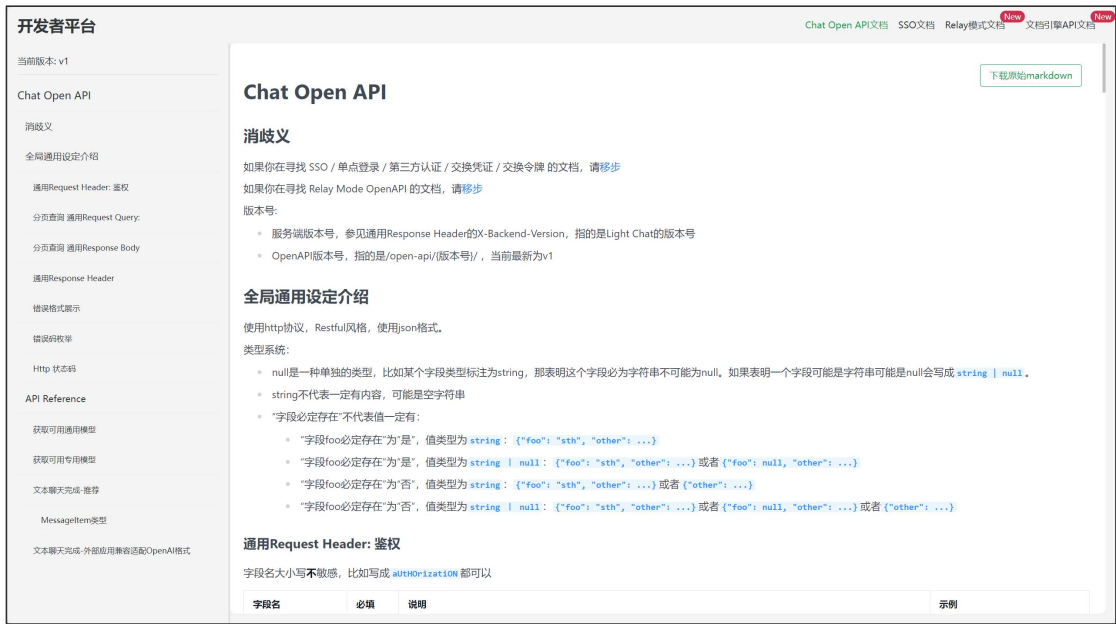 开发者平台
Chat Open API文档 SSO文档 Relay模式文档 New 文档引擎API文档 New
当前版本: v1
Chat Open API
消歧义
全局通用设定介绍
通用Request Header: 鉴权
分页查询 通用Request Query:
分页查询 通用Response Body
通用Response Header
错误格式展示
错误码枚举
Http 状态码
API Reference
获取可用通用模型
获取可用专用模型
文本聊天完成-推荐
MessageItem类型
文本聊天完成-外部应用兼容适配OpenAI格式
下载原始markdown
Chat Open API
消歧义
如果你在寻找 SSO / 单点登录 / 第三方认证 / 交换凭证 / 交换令牌 的文档，请移步
如果你在寻找 Relay Mode OpenAPI 的文档，请移步
版本号:
服务端版本号，参见通用Response Header的X-Backend-Version，指的是Light Chat的版本号
OpenAPI版本号，指的是/open-api/{版本号}/ ，当前最新为v1
全局通用设定介绍
使用http协议，Restful风格，使用json格式。
类型系统：
null是一种单独的类型，比如某个字段类型标注为string，那表明这个字段必为字符串不可能为null。如果表明一个字段可能是字符串可能是null会写成 string | null 。
string不代表一定有内容，可能是空字符串
“字段必定存在”不代表值一定有：
“字段foo必定存在”为“是”，值类型为 string ： {"foo": "sth", "other": ...}
“字段foo必定存在”为“是”，值类型为 string | null ： {"foo": "sth", "other": ...} 或者 {"foo": null, "other": ...}
“字段foo必定存在”为“否”，值类型为 string ： {"foo": "sth", "other": ...} 或者 {"other": ...}
“字段foo必定存在”为“否”，值类型为 string | null ： {"foo": "sth", "other": ...} 或者 {"foo": null, "other": ...} 或者 {"other": ...}
通用Request Header: 鉴权
字段名大小写不敏感，比如写成 aUtHOrizatiON 都可以
字段名 必填 说明 示例